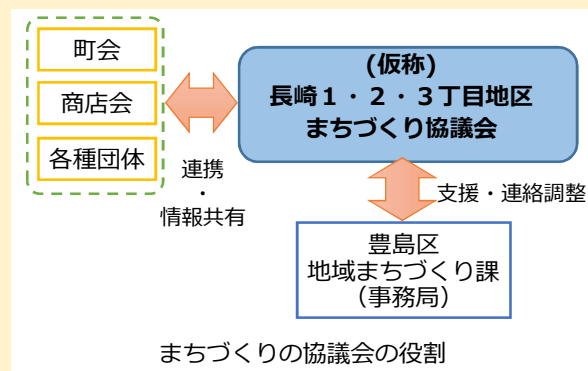 町会
商店会
各種団体
連携
・
情報共有
(仮称)
長崎１・２・３丁目地区
まちづくり協議会
支援・連絡調整
豊島区
地域まちづくり課
（事務局）
まちづくりの協議会の役割